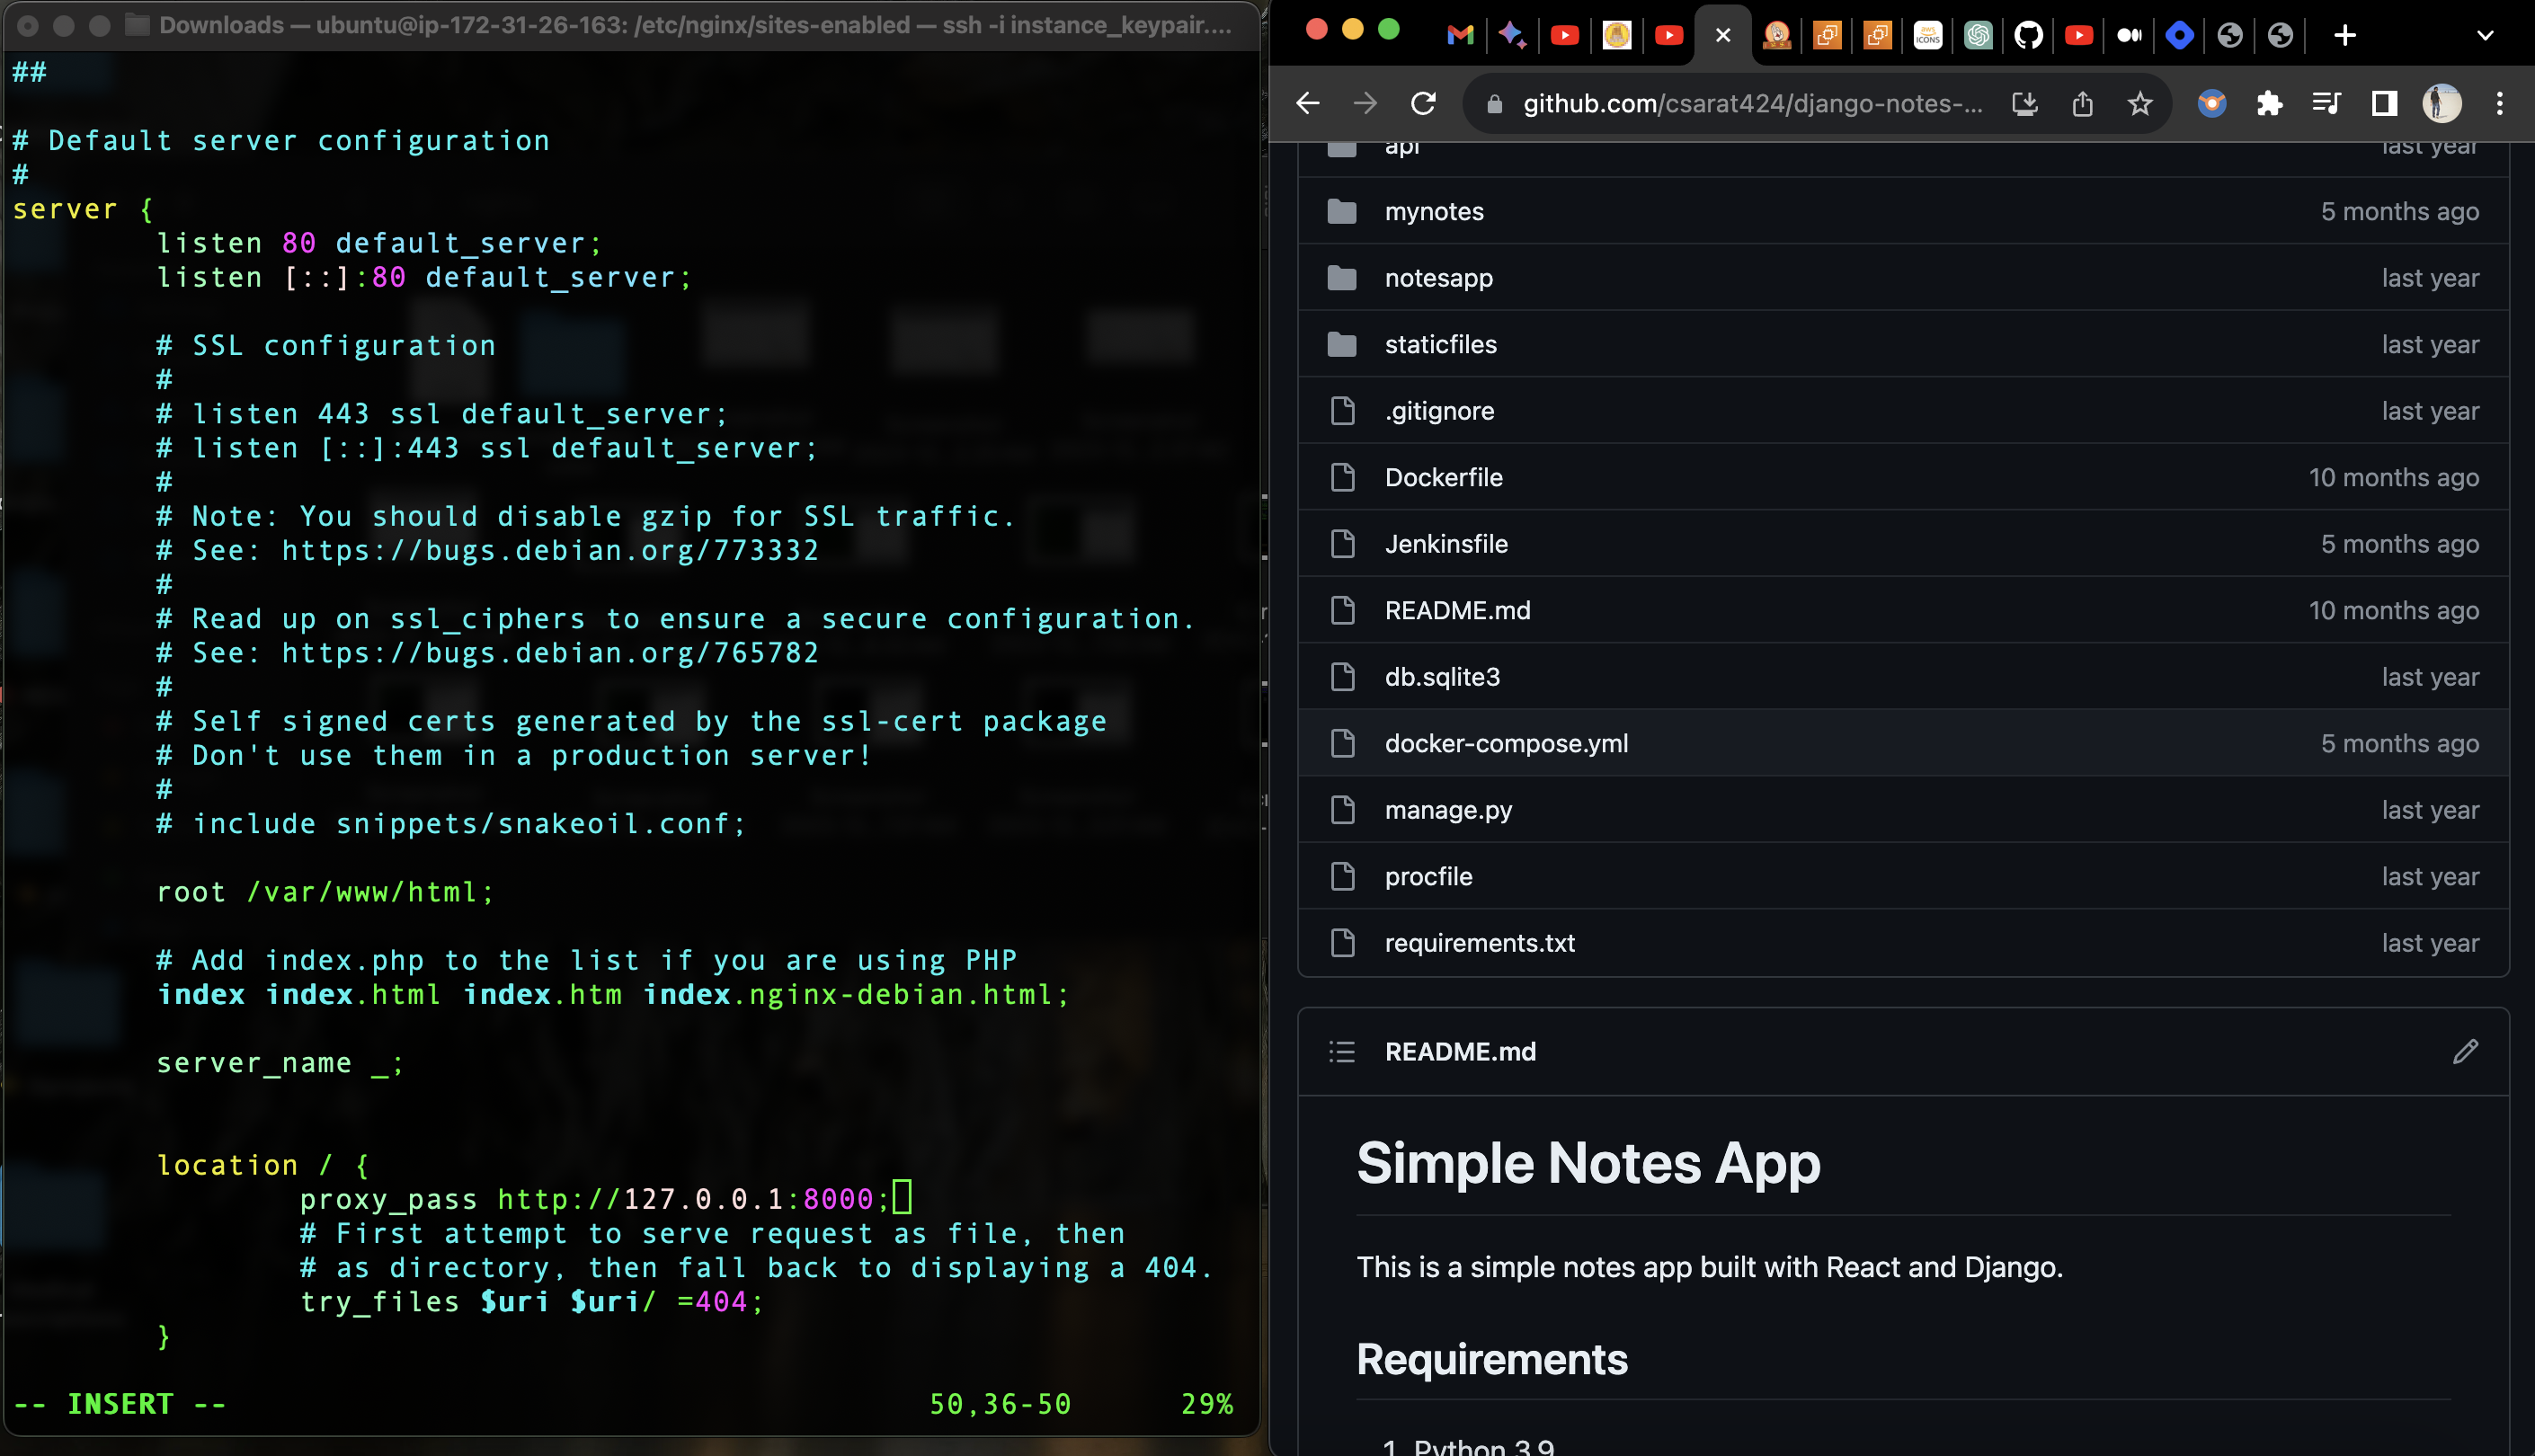 Downloads — ubuntu@ip-172-31-26-163: /etc/nginx/sites-enabled — ssh -i instance_keypair....
##
# Default server configuration
#
server {
listen 80 default_server;
listen [::]:80 default_server;
# SSL configuration
#
# listen 443 ssl default_server;
# listen [::]:443 ssl default_server;
#
# Note: You should disable gzip for SSL traffic.
# See: https://bugs.debian.org/773332
#
# Read up on ssl_ciphers to ensure a secure configuration.
# See: https://bugs.debian.org/765782
#
# Self signed certs generated by the ssl-cert package
# Don't use them in a production server!
#
# include snippets/snakeoil.conf;
root /var/www/html;
# Add index.php to the list if you are using PHP
index index.html index.htm index.nginx-debian.html;
server_name _;
location / {
proxy_pass http://127.0.0.1:8000;
# First attempt to serve request as file, then
# as directory, then fall back to displaying a 404.
try_files $uri $uri/ =404;
}
-- INSERT -- 50,36-50 29%
aws ICONS
github.com/csarat424/django-notes-...
api last year
mynotes 5 months ago
notesapp last year
staticfiles last year
.gitignore last year
Dockerfile 10 months ago
Jenkinsfile 5 months ago
README.md 10 months ago
db.sqlite3 last year
docker-compose.yml 5 months ago
manage.py last year
procfile last year
requirements.txt last year
README.md
Simple Notes App
This is a simple notes app built with React and Django.
Requirements
1. Python 3.9